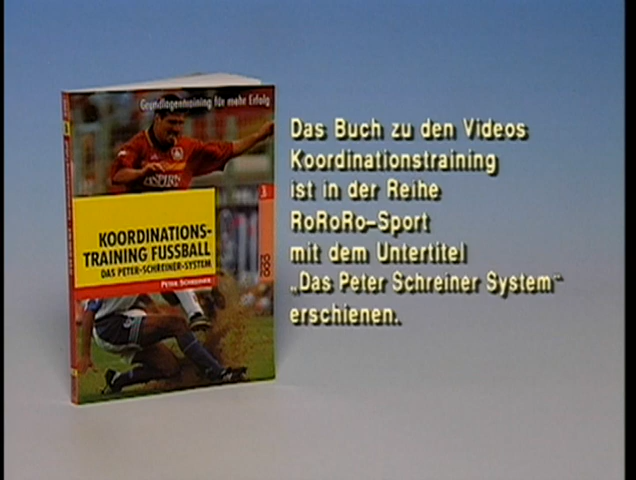 Grundlagentraining für mehr Erfolg
KOORDINATIONS-
TRAINING FUSSBALL
DAS PETER-SCHREINER-SYSTEM
PETER SCHREINER
Das Buch zu den Videos
Koordinationstraining
ist in der Reihe
RoRoRo-Sport
mit dem Untertitel
„Das Peter Schreiner System“
erschienen.